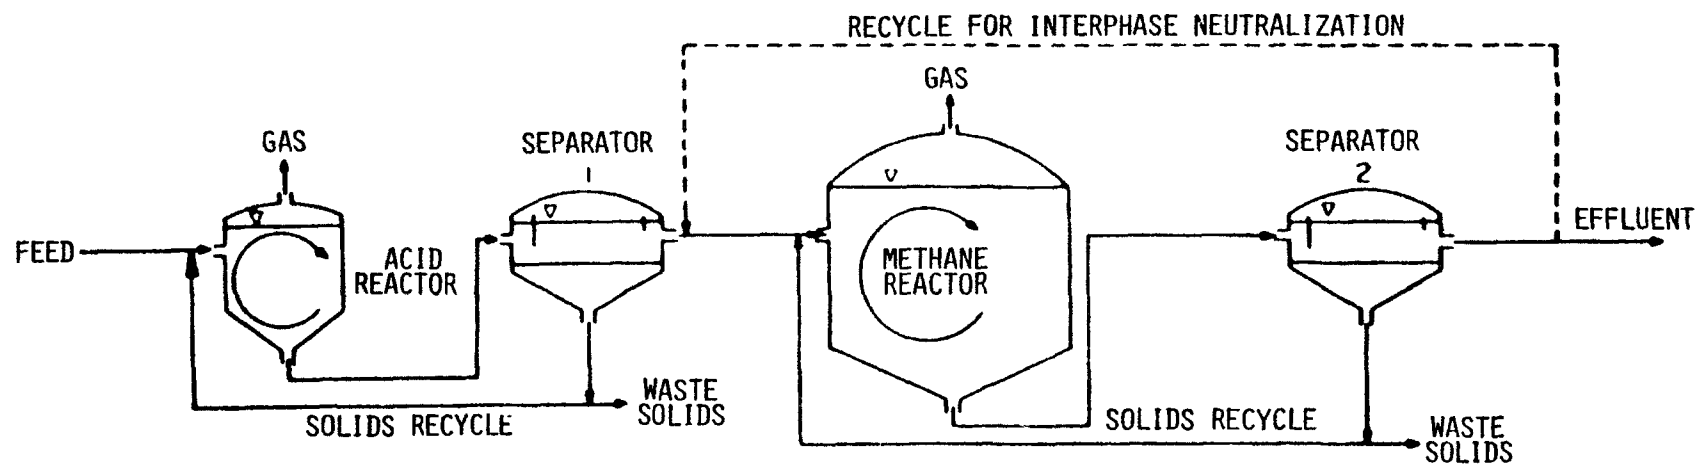 RECYCLE FOR INTERPHASE NEUTRALIZATION
GAS
GAS
SEPARATOR
1
SEPARATOR
2
FEED
ACID
REACTOR
METHANE
REACTOR
EFFLUENT
WASTE
SOLIDS
SOLIDS RECYCLE
SOLIDS RECYCLE
WASTE
SOLIDS